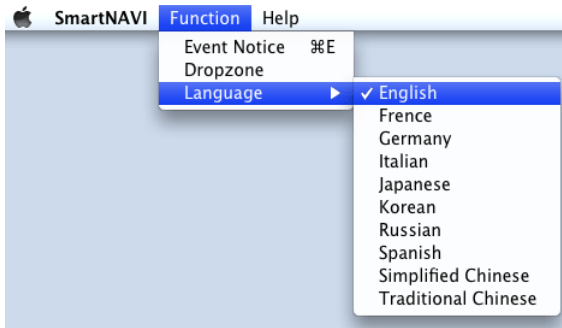 SmartNAVI Function Help
Event Notice ⌘E
Dropzone
Language
✓ English
Frence
Germany
Italian
Japanese
Korean
Russian
Spanish
Simplified Chinese
Traditional Chinese